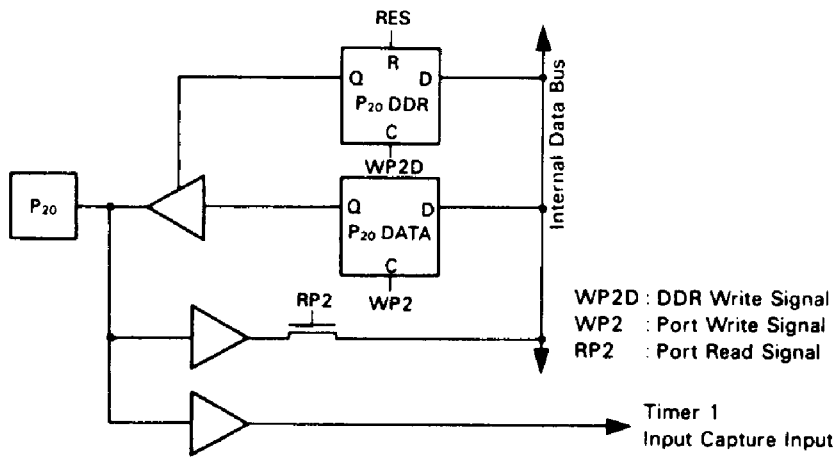 RES
R
Q D
P20 DDR
C
WP2D
Internal Data Bus
P20
Q D
P20 DATA
C
WP2
RP2
WP2D : DDR Write Signal
WP2 : Port Write Signal
RP2 : Port Read Signal
Timer 1
Input Capture Input